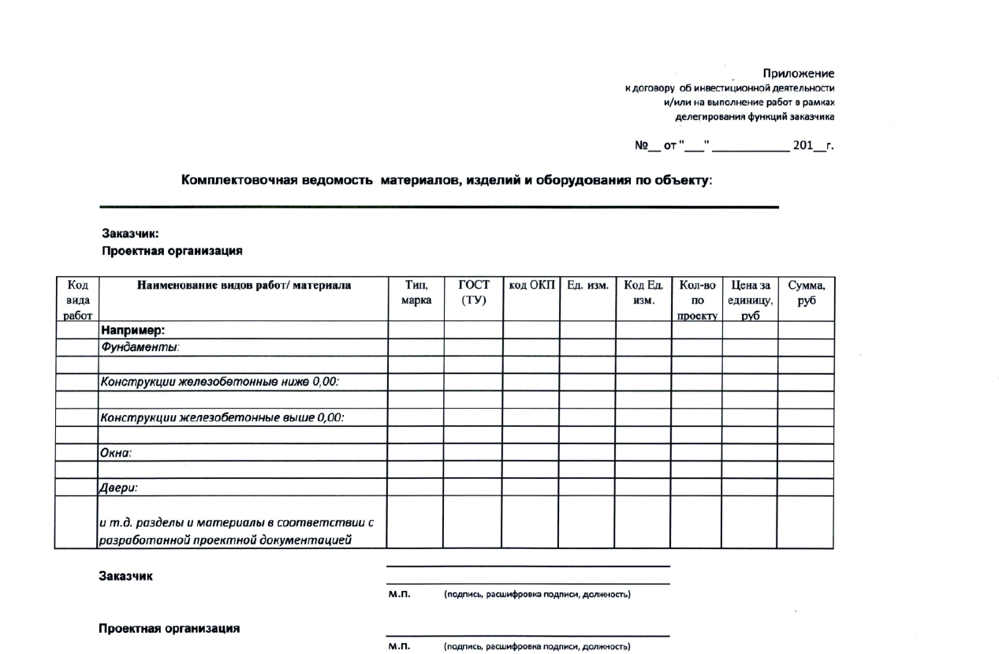 Приложение
к договору об инвестиционной деятельности
и/или на выполнение работ в рамках
делегирования функций заказчика
№__ от "___" ____________ 201__г.
Комплектовочная ведомость материалов, изделий и оборудования по объекту:
Заказчик:
Проектная организация
Код вида работ | Наименование видов работ/ материала | Тип, марка | ГОСТ (ТУ) | код ОКП | Ед. изм. | Код Ед. изм. | Кол-во по проекту | Цена за единицу, руб | Сумма, руб
Например:
Фундаменты:
Конструкции железобетонные ниже 0,00:
Конструкции железобетонные выше 0,00:
Окна:
Двери:
и т.д. разделы и материалы в соответствии с
разработанной проектной документацией
Заказчик
М.П. (подпись, расшифровка подписи, должность)
Проектная организация
М.П. (подпись, расшифровка подписи, должность)